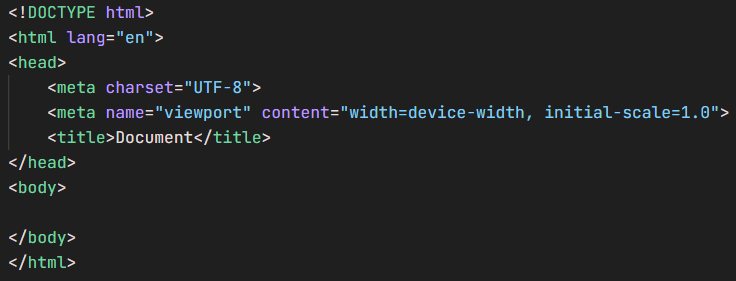 <!DOCTYPE html>
<html lang="en">
<head>
    <meta charset="UTF-8">
    <meta name="viewport" content="width=device-width, initial-scale=1.0">
    <title>Document</title>
</head>
<body>

</body>
</html>